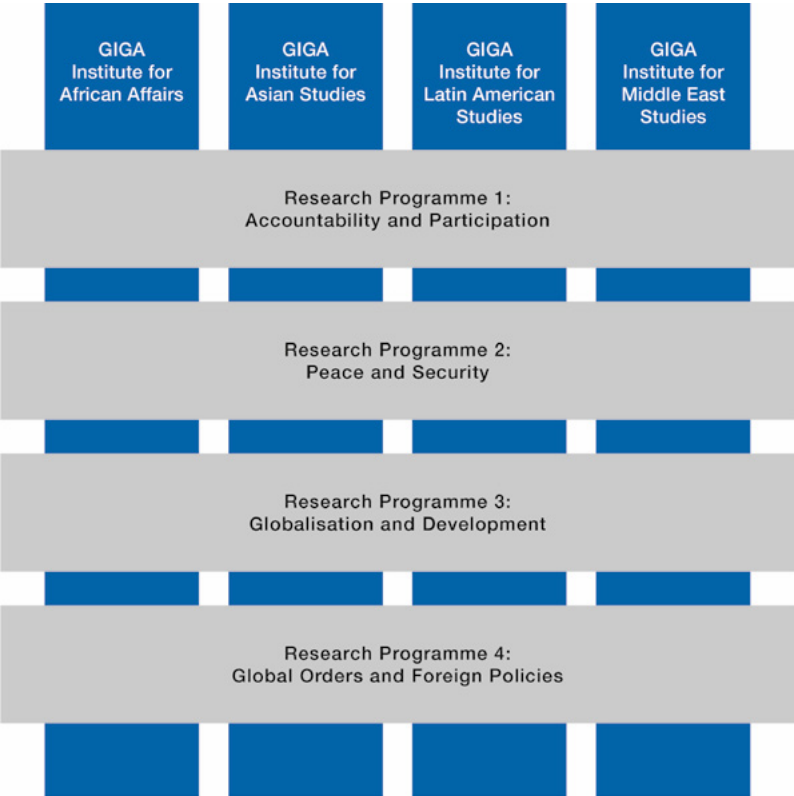 GIGA
Institute for
African Affairs
GIGA
Institute for
Asian Studies
GIGA
Institute for
Latin American
Studies
GIGA
Institute for
Middle East
Studies
Research Programme 1:
Accountability and Participation
Research Programme 2:
Peace and Security
Research Programme 3:
Globalisation and Development
Research Programme 4:
Global Orders and Foreign Policies